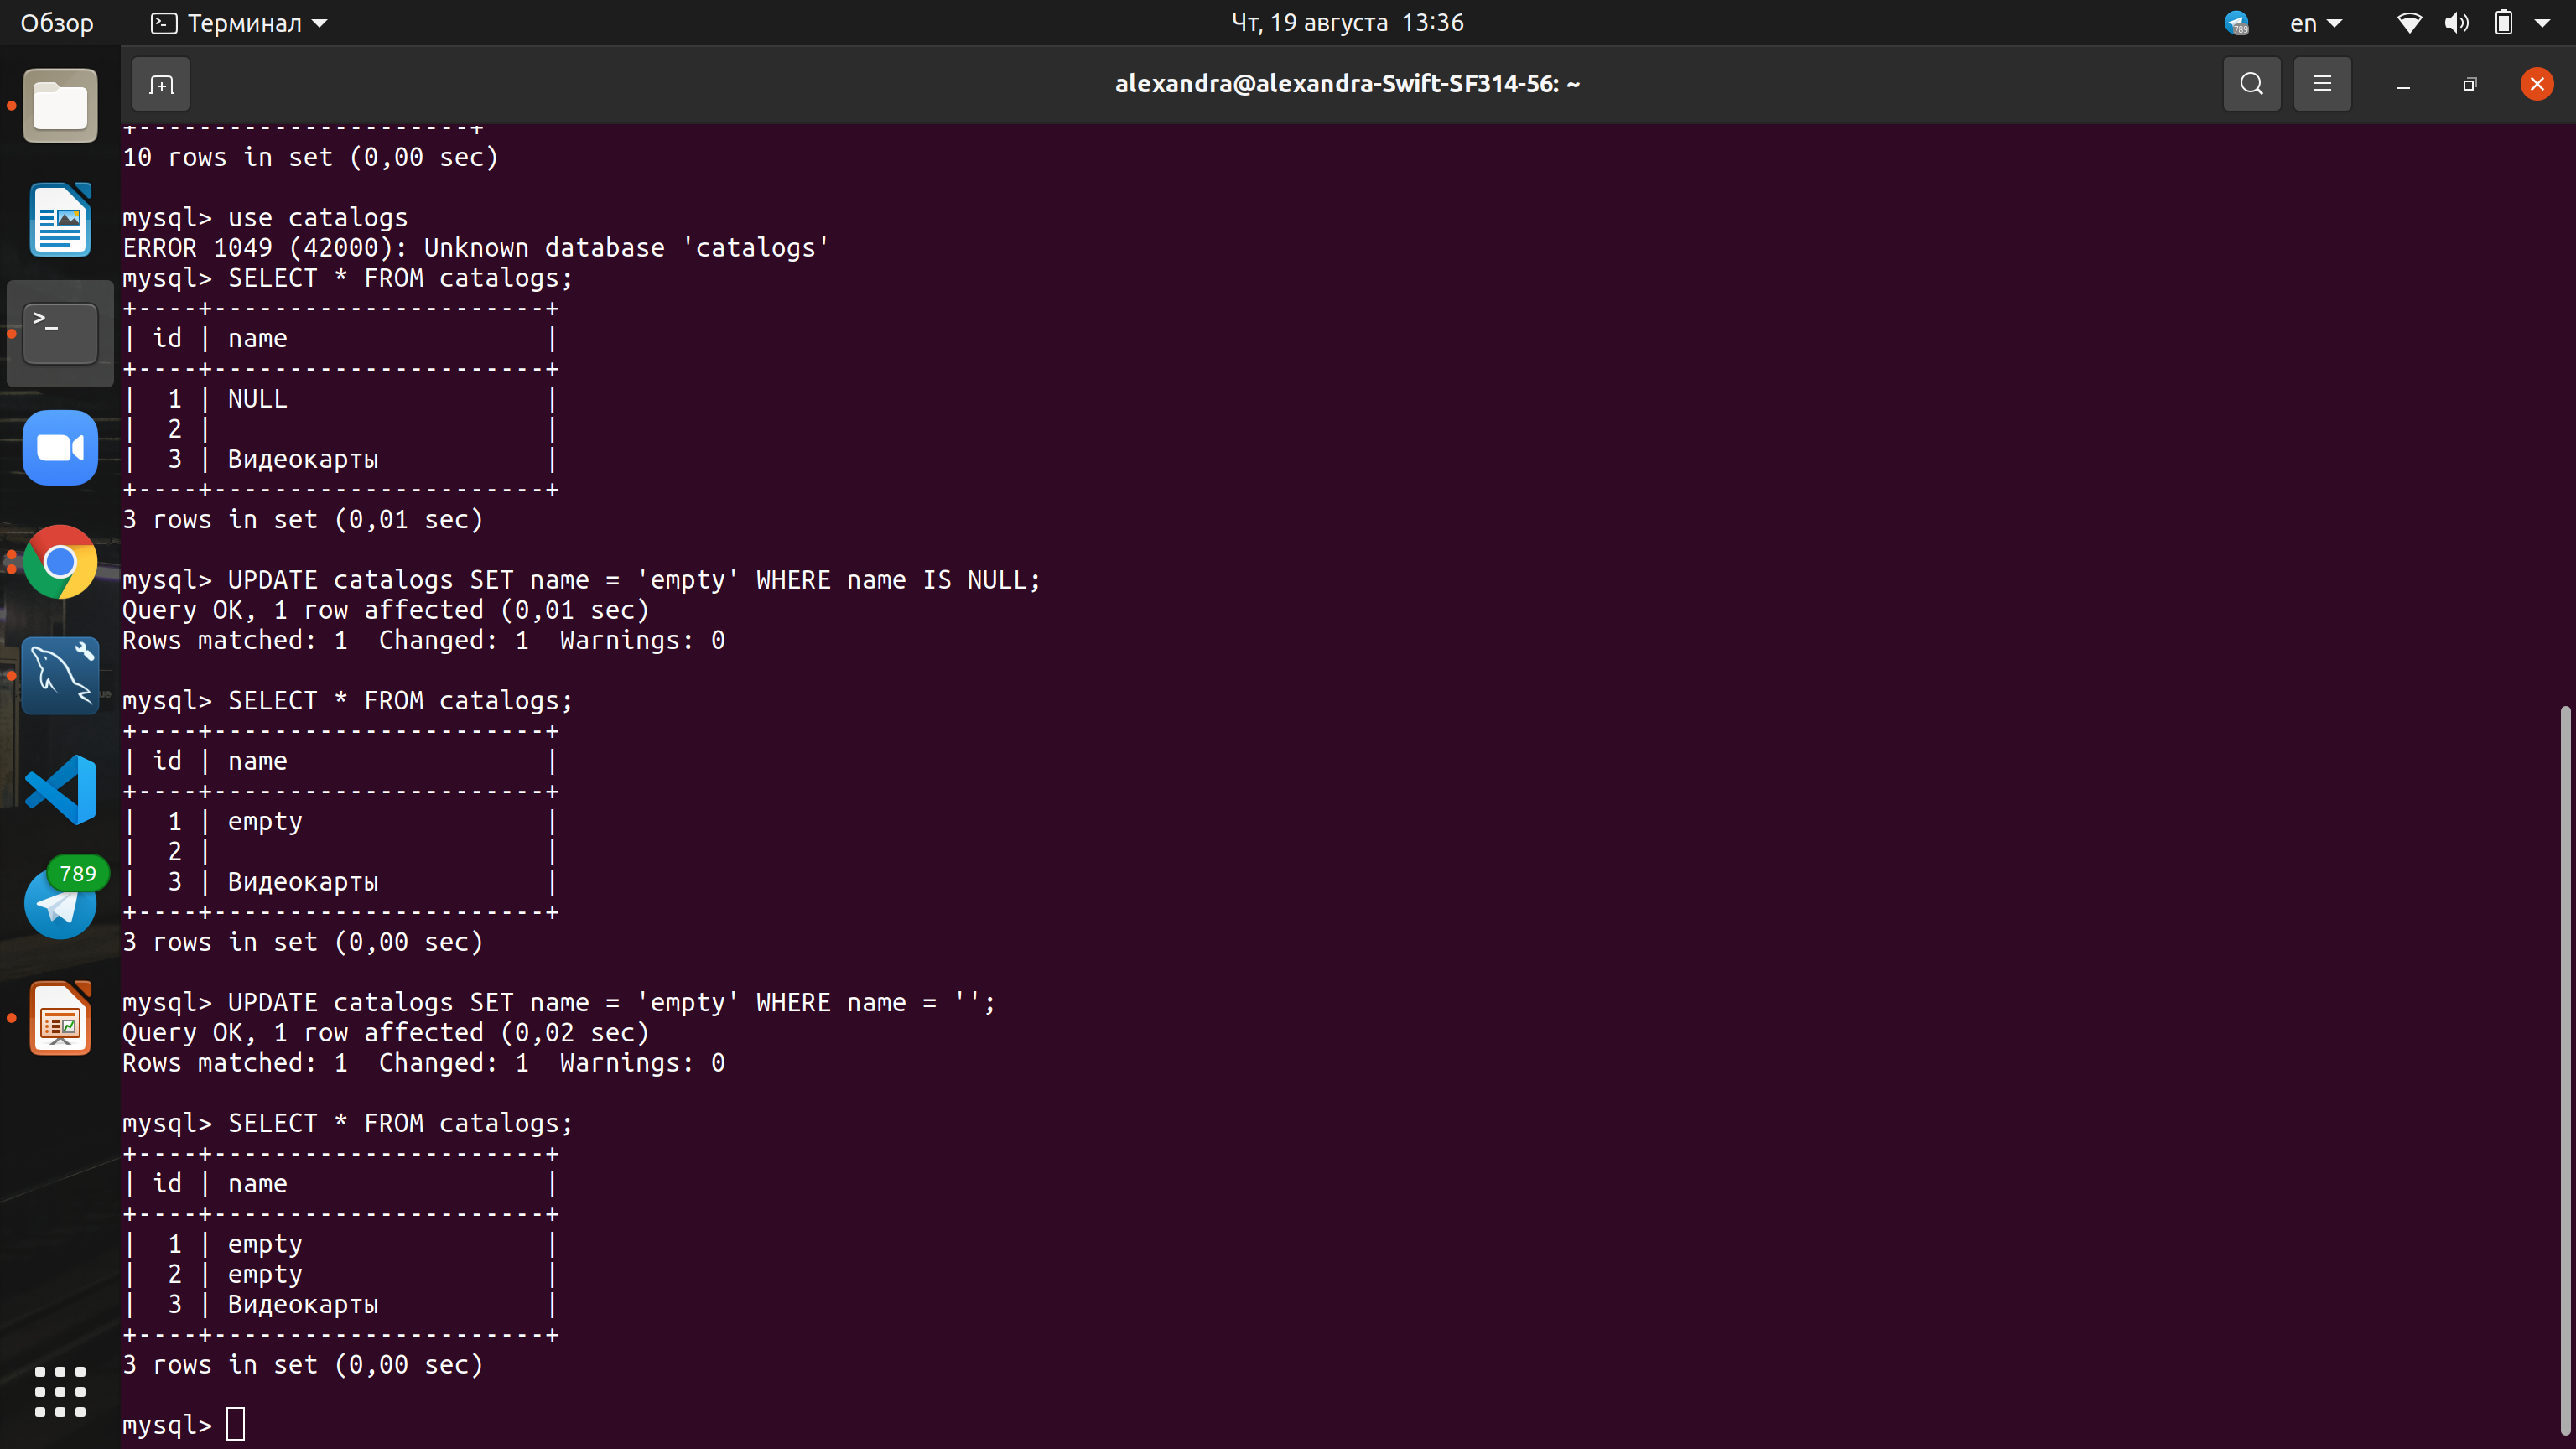 Обзор Терминал Чт, 19 августа 13:36 en
alexandra@alexandra-Swift-SF314-56: ~
+-----------------------+
10 rows in set (0,00 sec)
mysql> use catalogs
ERROR 1049 (42000): Unknown database 'catalogs'
mysql> SELECT * FROM catalogs;
+----+----------------------+
| id | name                 |
+----+----------------------+
|  1 | NULL                 |
|  2 |                      |
|  3 | Видеокарты           |
+----+----------------------+
3 rows in set (0,01 sec)
mysql> UPDATE catalogs SET name = 'empty' WHERE name IS NULL;
Query OK, 1 row affected (0,01 sec)
Rows matched: 1  Changed: 1  Warnings: 0
mysql> SELECT * FROM catalogs;
+----+----------------------+
| id | name                 |
+----+----------------------+
|  1 | empty                |
|  2 |                      |
|  3 | Видеокарты           |
+----+----------------------+
3 rows in set (0,00 sec)
mysql> UPDATE catalogs SET name = 'empty' WHERE name = '';
Query OK, 1 row affected (0,02 sec)
Rows matched: 1  Changed: 1  Warnings: 0
mysql> SELECT * FROM catalogs;
+----+----------------------+
| id | name                 |
+----+----------------------+
|  1 | empty                |
|  2 | empty                |
|  3 | Видеокарты           |
+----+----------------------+
3 rows in set (0,00 sec)
mysql>
789
789